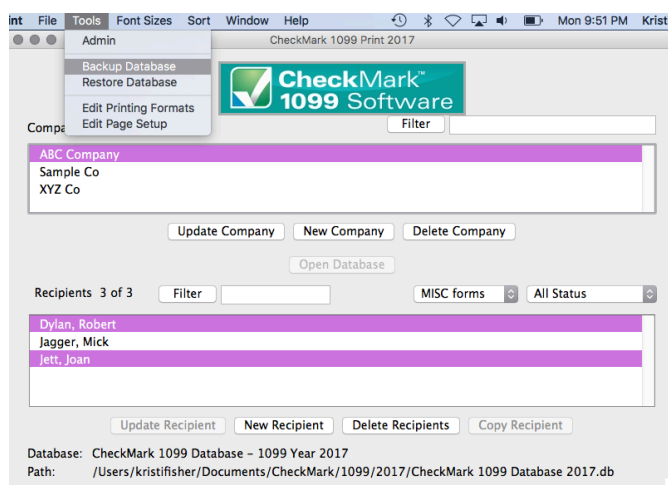 int File Tools Font Sizes Sort Window Help Mon 9:51 PM Krist
CheckMark 1099 Print 2017
Admin
Backup Database
Restore Database
Edit Printing Formats
Edit Page Setup
CheckMark™
1099 Software
Compa
Filter
ABC Company
Sample Co
XYZ Co
Update Company New Company Delete Company
Open Database
Recipients 3 of 3 Filter MISC forms All Status
Dylan, Robert
Jagger, Mick
Jett, Joan
Update Recipient New Recipient Delete Recipients Copy Recipient
Database: CheckMark 1099 Database – 1099 Year 2017
Path: /Users/kristifisher/Documents/CheckMark/1099/2017/CheckMark 1099 Database 2017.db